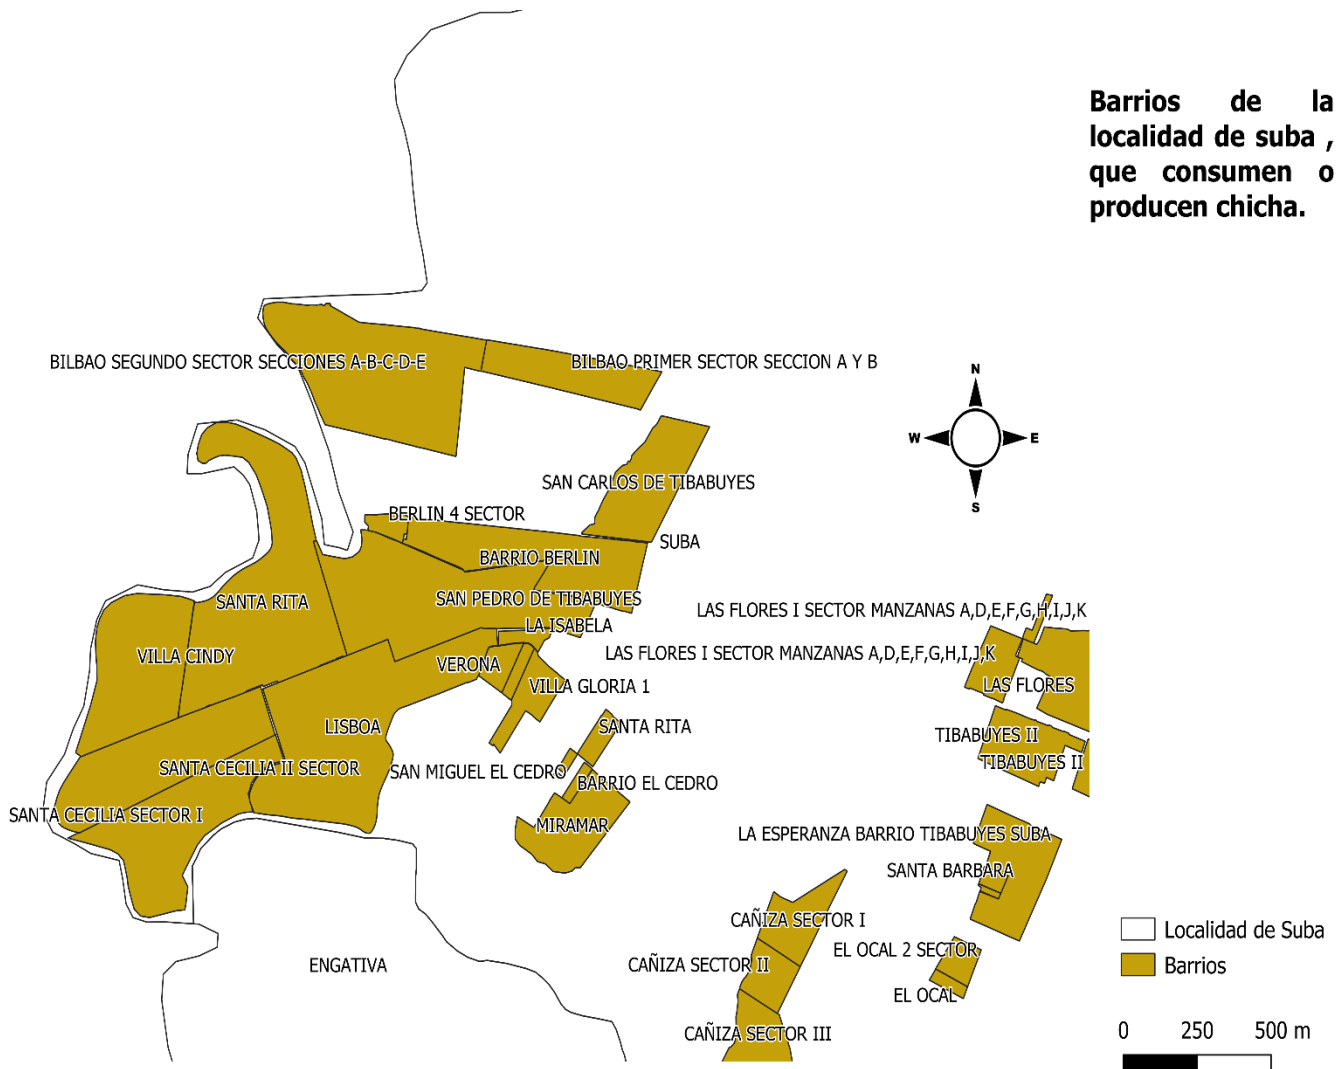 Barrios de la
localidad de suba ,
que consumen o
producen chicha.
BILBAO SEGUNDO SECTOR SECCIONES A-B-C-D-E
BILBAO PRIMER SECTOR SECCION A Y B
N
W
E
S
SAN CARLOS DE TIBABUYES
BERLIN 4 SECTOR
SUBA
BARRIO BERLIN
SAN PEDRO DE TIBABUYES
SANTA RITA
LAS FLORES I SECTOR MANZANAS A,D,E,F,G,H,I,J,K
LA ISABELA
LAS FLORES I SECTOR MANZANAS A,D,E,F,G,H,I,J,K
VILLA CINDY
VERONA
VILLA GLORIA 1
LAS FLORES
LISBOA
SANTA RITA
TIBABUYES II
TIBABUYES II
SANTA CECILIA II SECTOR
SAN MIGUEL EL CEDRO
BARRIO EL CEDRO
SANTA CECILIA SECTOR I
MIRAMAR
LA ESPERANZA BARRIO TIBABUYES SUBA
SANTA BARBARA
CAÑIZA SECTOR I
EL OCAL 2 SECTOR
CAÑIZA SECTOR II
ENGATIVA
EL OCAL
CAÑIZA SECTOR III
Localidad de Suba
Barrios
0 250 500 m